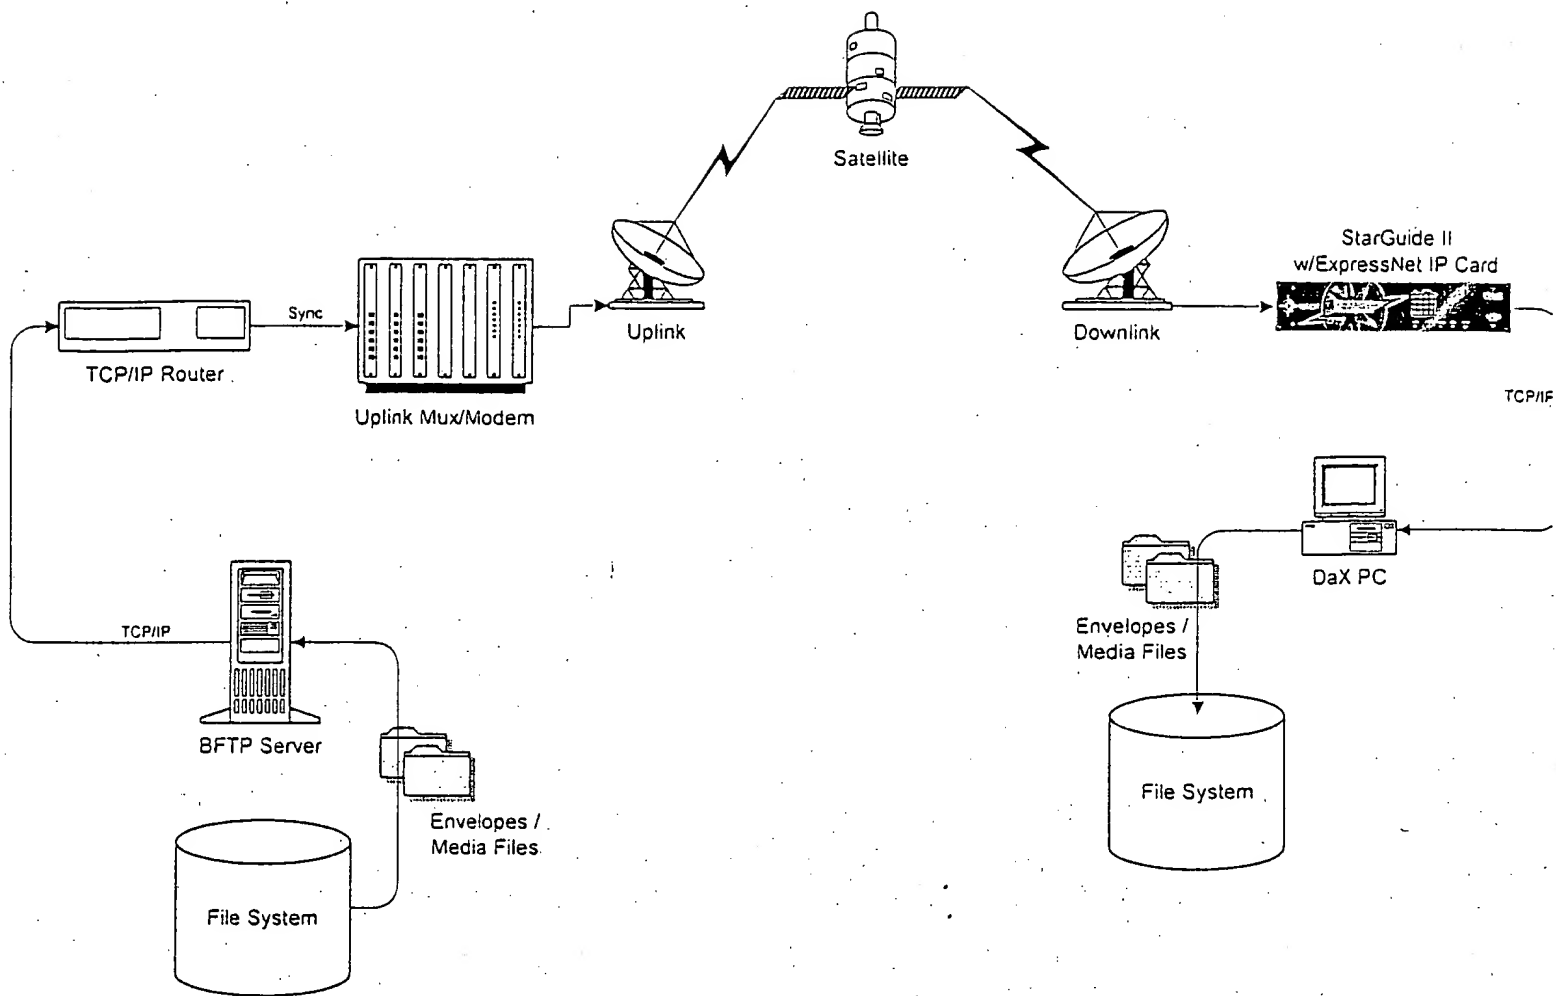 Satellite
StarGuide II
w/ExpressNet IP Card
Sync
Uplink
Downlink
TCP/IP Router
TCP/IP
Uplink Mux/Modem
DaX PC
Envelopes /
Media Files
TCP/IP
BFTP Server
File System
Envelopes /
Media Files
File System